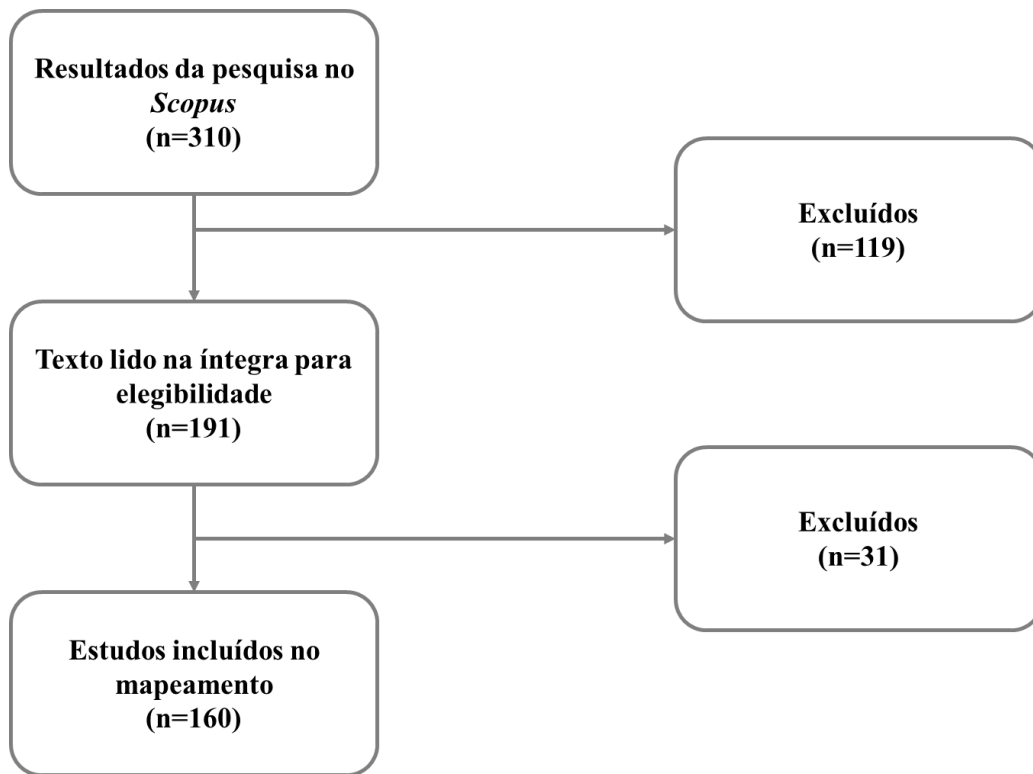 Resultados da pesquisa no
Scopus
(n=310)
Excluídos
(n=119)
Texto lido na íntegra para
elegibilidade
(n=191)
Excluídos
(n=31)
Estudos incluídos no
mapeamento
(n=160)